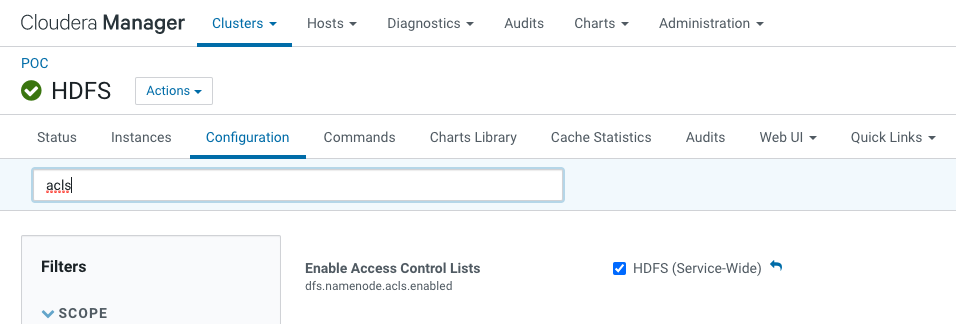 Cloudera Manager Clusters Hosts Diagnostics Audits Charts Administration
POC
HDFS Actions
Status Instances Configuration Commands Charts Library Cache Statistics Audits Web UI Quick Links
acls
Filters
Enable Access Control Lists HDFS (Service-Wide)
dfs.namenode.acls.enabled
SCOPE